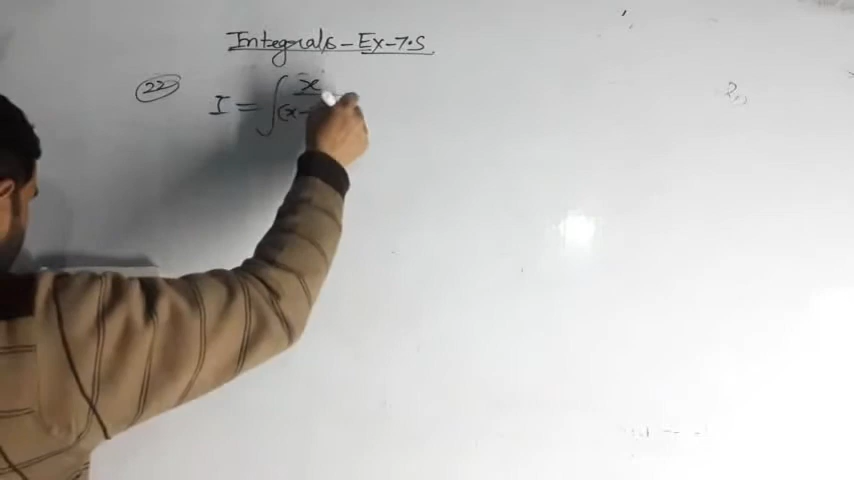 Integrals - Ex - 7.5
22 I = ∫ x
(x-